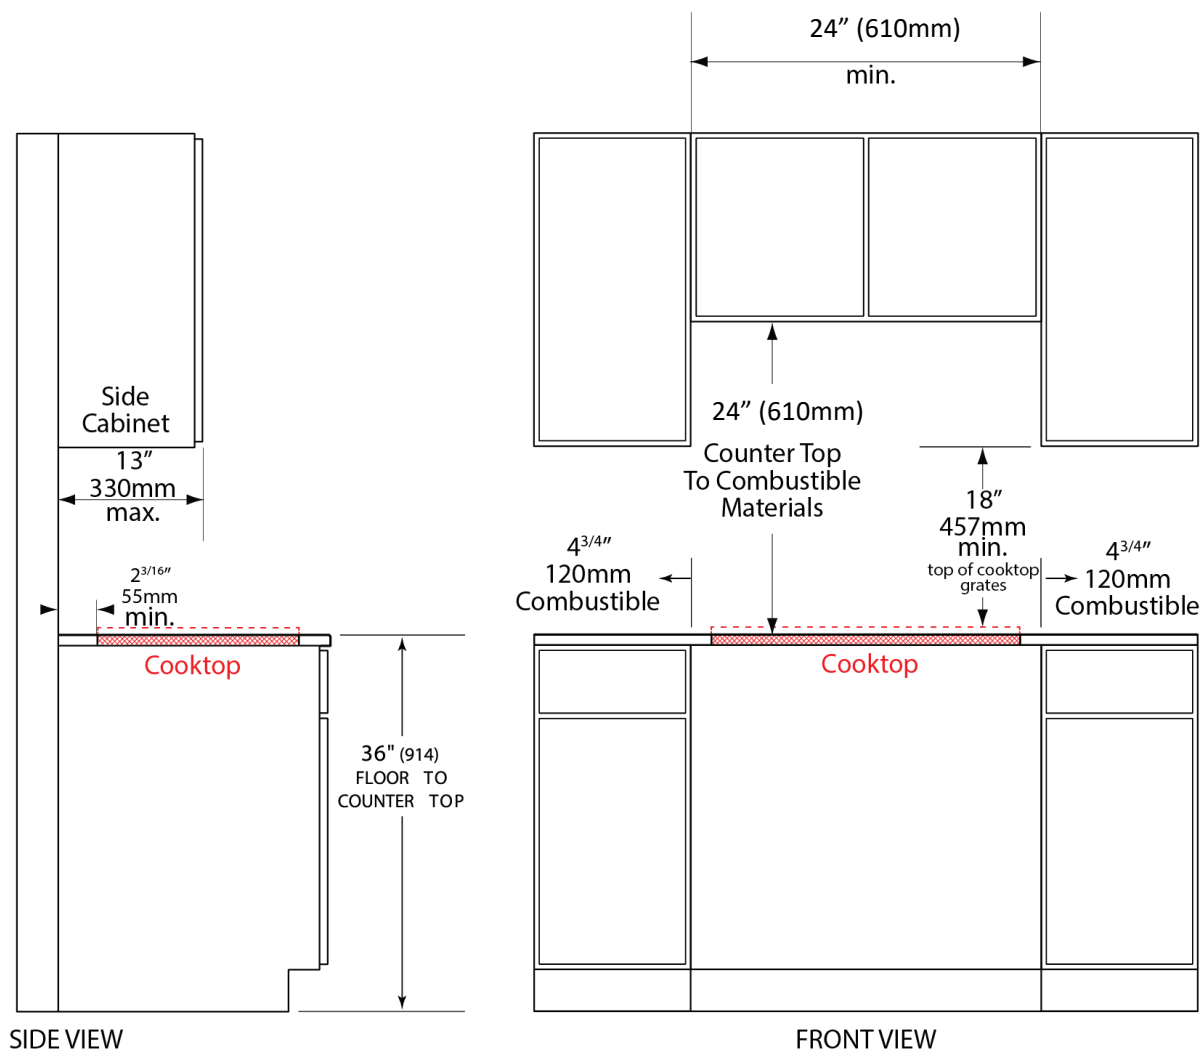 24” (610mm)
min.
Side
Cabinet
13”
330mm
max.
2 3/16”
55mm
min.
Cooktop
36" (914)
FLOOR TO
COUNTER TOP
SIDE VIEW
24” (610mm)
Counter Top
To Combustible
Materials
18”
457mm
min.
top of cooktop
grates
4 3/4”
120mm
Combustible
4 3/4”
120mm
Combustible
Cooktop
FRONT VIEW